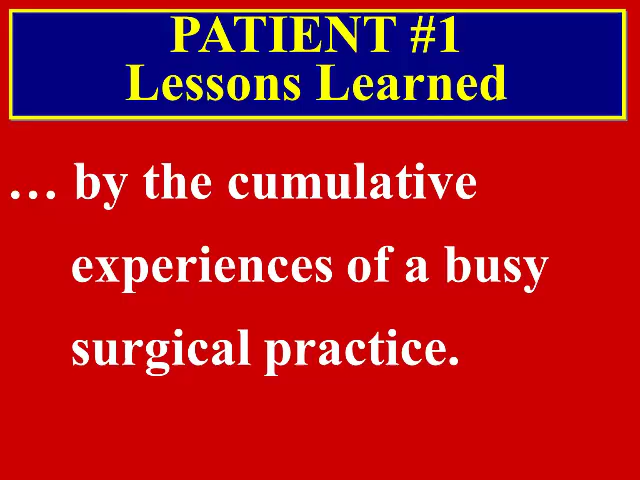 PATIENT #1
Lessons Learned
… by the cumulative
experiences of a busy
surgical practice.